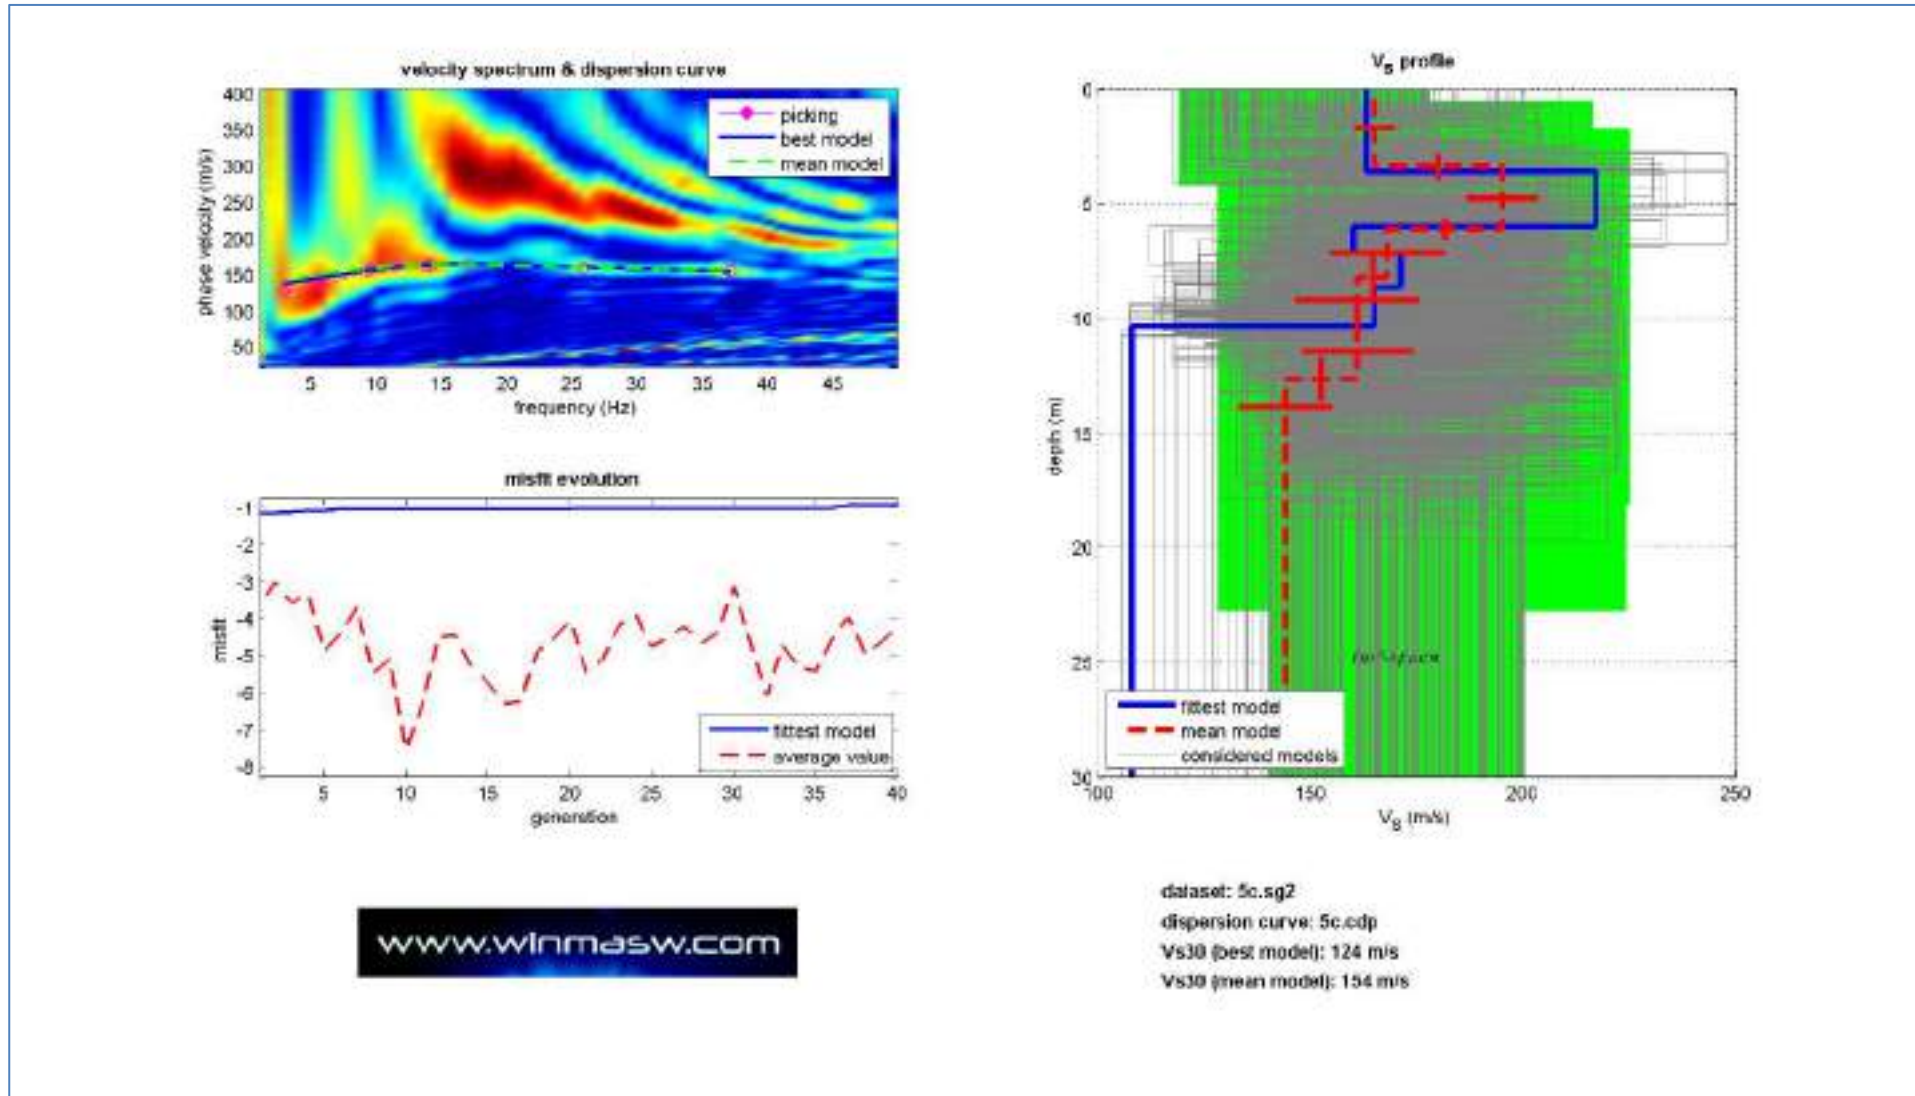 velocity spectrum & dispersion curve
400
350
300
250
200
150
100
50
phase velocity (m/s)
picking
best model
mean model
5 10 15 20 25 30 35 40 45
frequency (Hz)
misfit evolution
-1
-2
-3
-4
-5
-6
-7
-8
misfit
fittest model
average value
5 10 15 20 25 30 35 40
generation
www.winmasw.com
VS profile
0
5
10
15
20
25
30
depth (m)
fittest model
mean model
considered models
100 150 200 250
VS (m/s)
dataset: 5c.sg2
dispersion curve: 5c.cdp
Vs30 (best model): 124 m/s
Vs30 (mean model): 154 m/s